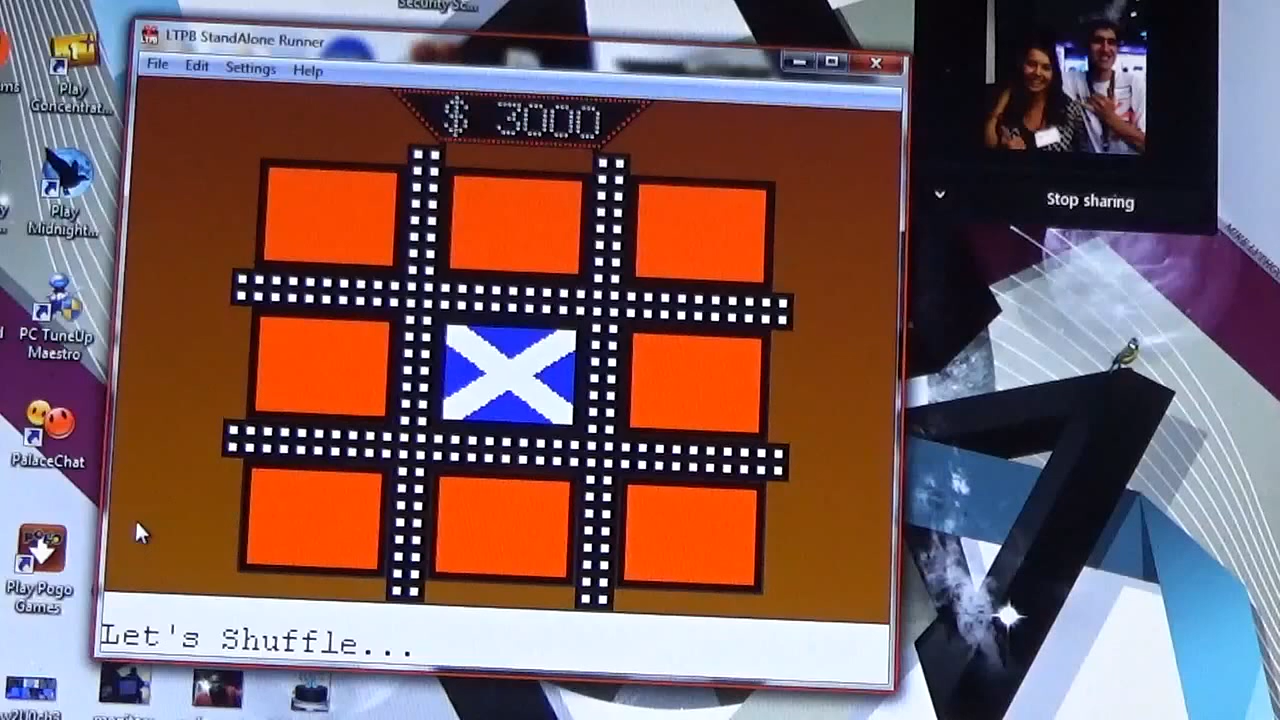 Security Sc...
LTPB StandAlone Runner
File Edit Settings Help
$ 3000
Play
Concentrat...
Play
Midnight...
PC TuneUp
Maestro
PalaceChat
Play Pogo
Games
Stop sharing
Let's Shuffle...